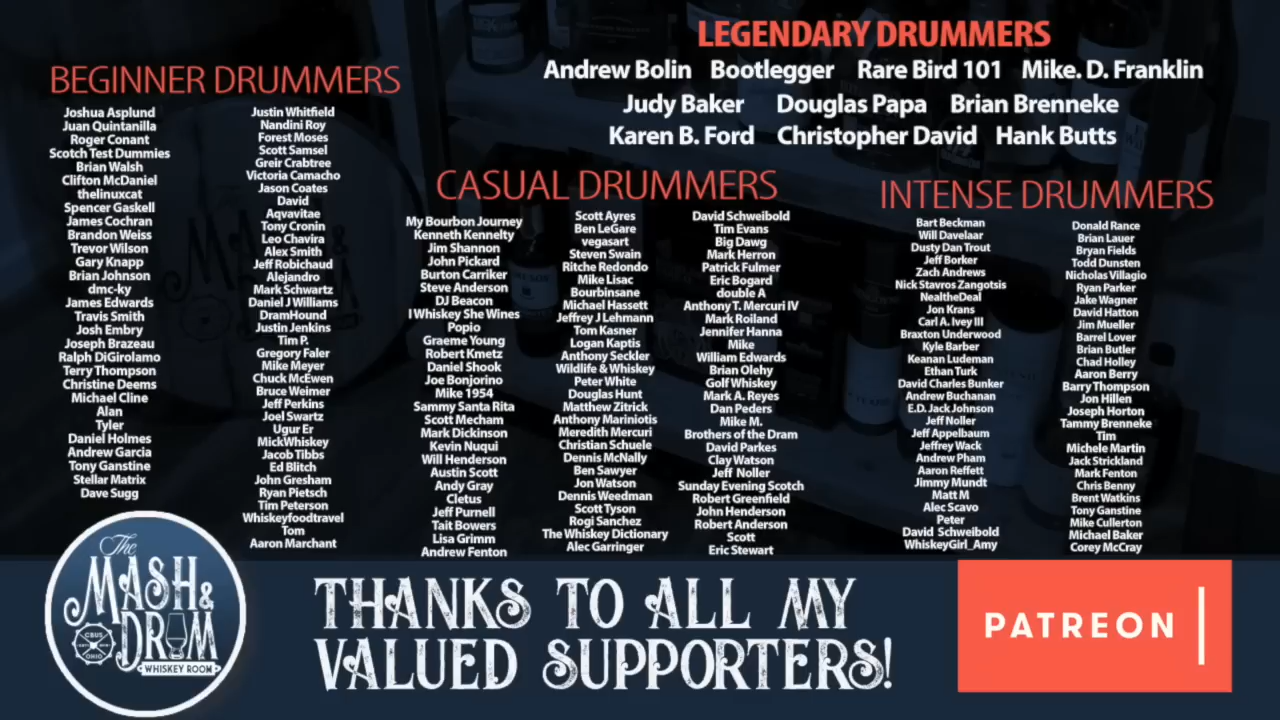 LEGENDARY DRUMMERS
Andrew Bolin Bootlegger Rare Bird 101 Mike. D. Franklin
Judy Baker Douglas Papa Brian Brenneke
Karen B. Ford Christopher David Hank Butts
BEGINNER DRUMMERS
Joshua Asplund
Juan Quintanilla
Roger Conant
Scotch Test Dummies
Brian Walsh
Clifton McDaniel
thelinuxcat
Spencer Gaskell
James Cochran
Brandon Weiss
Trevor Wilson
Gary Knapp
Brian Johnson
dmc-ky
James Edwards
Travis Smith
Josh Embry
Joseph Brazeau
Ralph DiGirolamo
Terry Thompson
Christine Deems
Michael Cline
Alan
Tyler
Daniel Holmes
Andrew Garcia
Tony Ganstine
Stellar Matrix
Dave Sugg
Justin Whitfield
Nandini Roy
Forest Moses
Scott Samsel
Greir Crabtree
Victoria Camacho
Jason Coates
David
Aqvavitae
Tony Cronin
Leo Chavira
Alex Smith
Jeff Robichaud
Alejandro
Mark Schwartz
Daniel J Williams
DramHound
Justin Jenkins
Tim P.
Gregory Faler
Mike Meyer
Chuck McEwen
Bruce Weimer
Jeff Perkins
Joel Swartz
Ugur Er
MickWhiskey
Jacob Tibbs
Ed Blitch
John Gresham
Ryan Pietsch
Tim Peterson
Whiskeyfoodtravel
Tom
Aaron Marchant
CASUAL DRUMMERS
My Bourbon Journey
Kenneth Kennelty
Jim Shannon
John Pickard
Burton Carriker
Steve Anderson
DJ Beacon
I Whiskey She Wines
Popio
Graeme Young
Robert Kmetz
Daniel Shook
Joe Bonjorino
Mike 1954
Sammy Santa Rita
Scott Mecham
Mark Dickinson
Kevin Nuqui
Will Henderson
Austin Scott
Andy Gray
Cletus
Jeff Purnell
Tait Bowers
Lisa Grimm
Andrew Fenton
Scott Ayres
Ben LeGare
vegasart
Steven Swain
Ritche Redondo
Mike Lisac
Bourbinsane
Michael Hassett
Jeffrey J Lehmann
Tom Kasner
Logan Kaptis
Anthony Seckler
Wildlife & Whiskey
Peter White
Douglas Hunt
Matthew Zitrick
Anthony Mariniotis
Meredith Mercuri
Christian Schuele
Dennis McNally
Ben Sawyer
Jon Watson
Dennis Weedman
Scott Tyson
Rogi Sanchez
The Whiskey Dictionary
Alec Garringer
David Schweibold
Tim Evans
Big Dawg
Mark Herron
Patrick Fulmer
Eric Bogard
double A
Anthony T. Mercuri IV
Mark Roiland
Jennifer Hanna
Mike
William Edwards
Brian Olehy
Golf Whiskey
Mark A. Reyes
Dan Peders
Mike M.
Brothers of the Dram
David Parkes
Clay Watson
Jeff Noller
Sunday Evening Scotch
Robert Greenfield
John Henderson
Robert Anderson
Scott
Eric Stewart
INTENSE DRUMMERS
Bart Beckman
Will Davelaar
Dusty Dan Trout
Jeff Borker
Zach Andrews
Nick Stavros Zangotsis
NealtheDeal
Jon Krans
Carl A. Ivey III
Braxton Underwood
Kyle Barber
Keanan Ludeman
Ethan Turk
David Charles Bunker
Andrew Buchanan
E.D. Jack Johnson
Jeff Noller
Jeff Appelbaum
Jeffrey Wack
Andrew Pham
Aaron Reffett
Jimmy Mundt
Matt M
Alec Scavo
Peter
David Schweibold
WhiskeyGirl_Amy
Donald Rance
Brian Lauer
Bryan Fields
Todd Dunsten
Nicholas Villagio
Ryan Parker
Jake Wagner
David Hatton
Jim Mueller
Barrel Lover
Brian Butler
Chad Holley
Aaron Berry
Barry Thompson
Jon Hillen
Joseph Horton
Tammy Brenneke
Tim
Michele Martin
Jack Strickland
Mark Fenton
Chris Benny
Brent Watkins
Tony Ganstine
Mike Cullerton
Michael Baker
Corey McCray
The
MASH &
DRUM
CBUS
OHIO
WHISKEY ROOM
THANKS TO ALL MY
VALUED SUPPORTERS!
PATREON